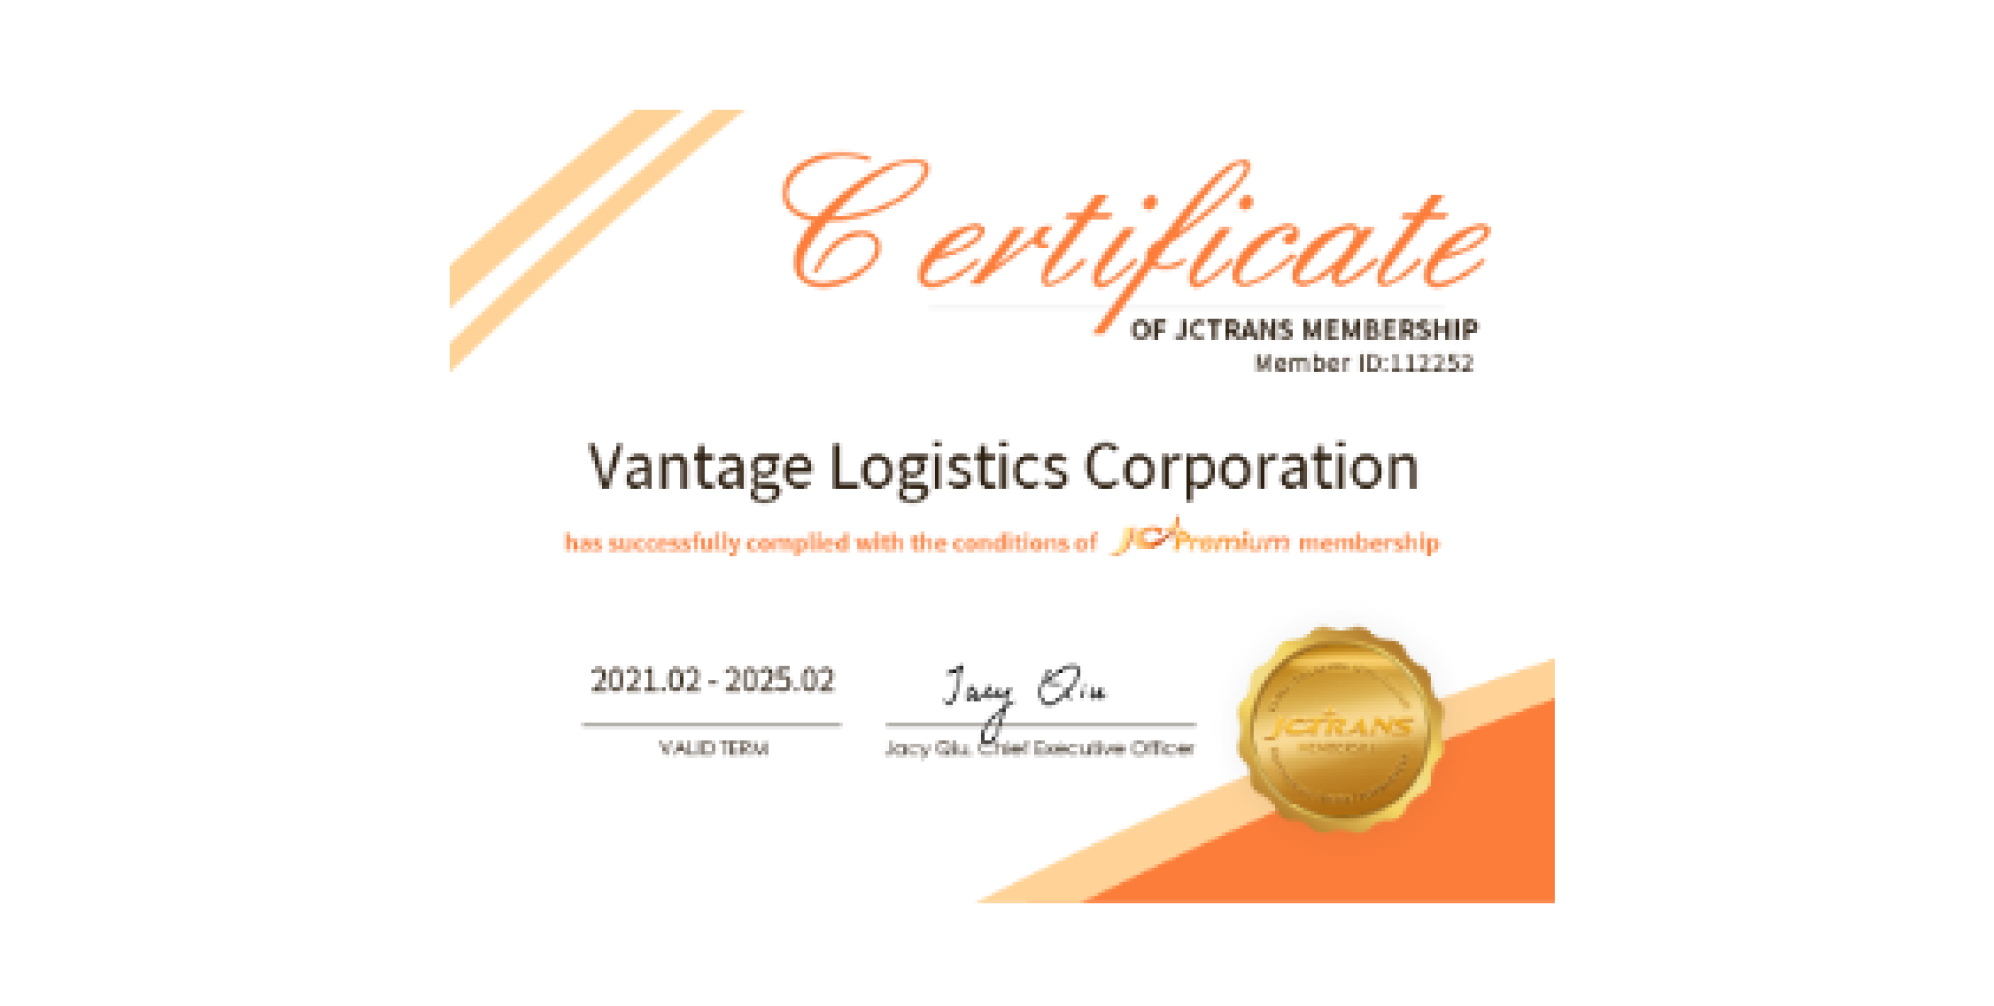 Certificate
OF JCTRANS MEMBERSHIP
Member ID:112252
Vantage Logistics Corporation
has successfully complied with the conditions of JC Premium membership
2021.02 - 2025.02
Jacy Qiu
VALID TERM
Jacy Qiu, Chief Executive Officer
JCTRANS